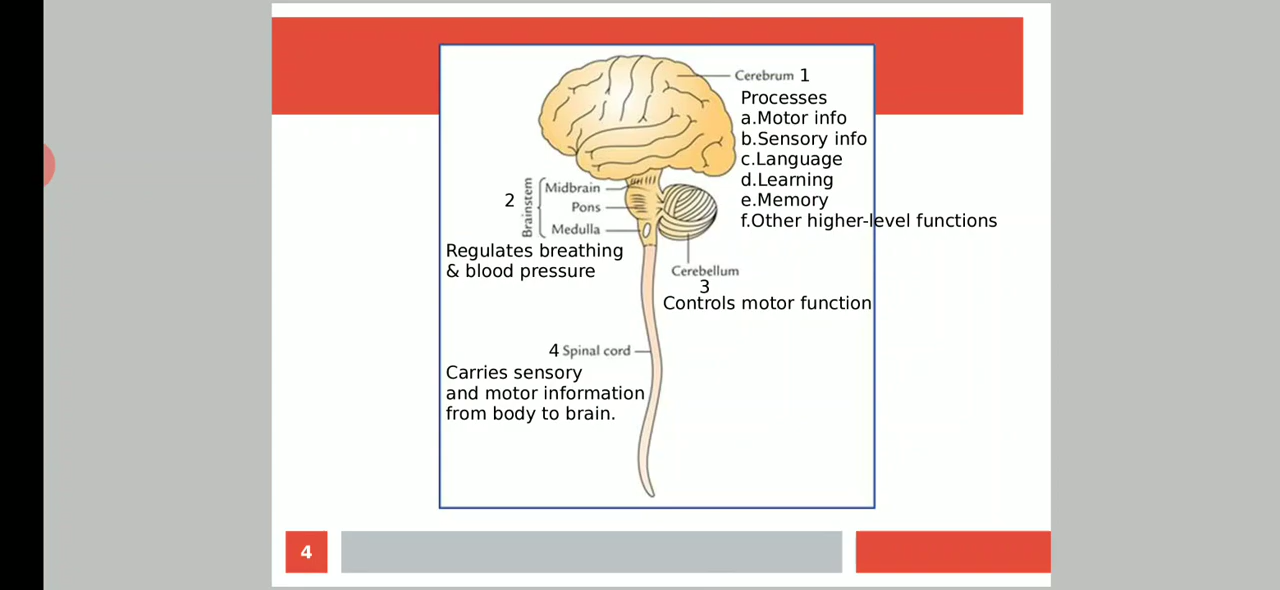 Cerebrum 1
Processes
a.Motor info
b.Sensory info
c.Language
d.Learning
e.Memory
f.Other higher-level functions
2
Brainstem
Midbrain
Pons
Medulla
Regulates breathing
& blood pressure
Cerebellum
3
Controls motor function
4 Spinal cord
Carries sensory
and motor information
from body to brain.
4